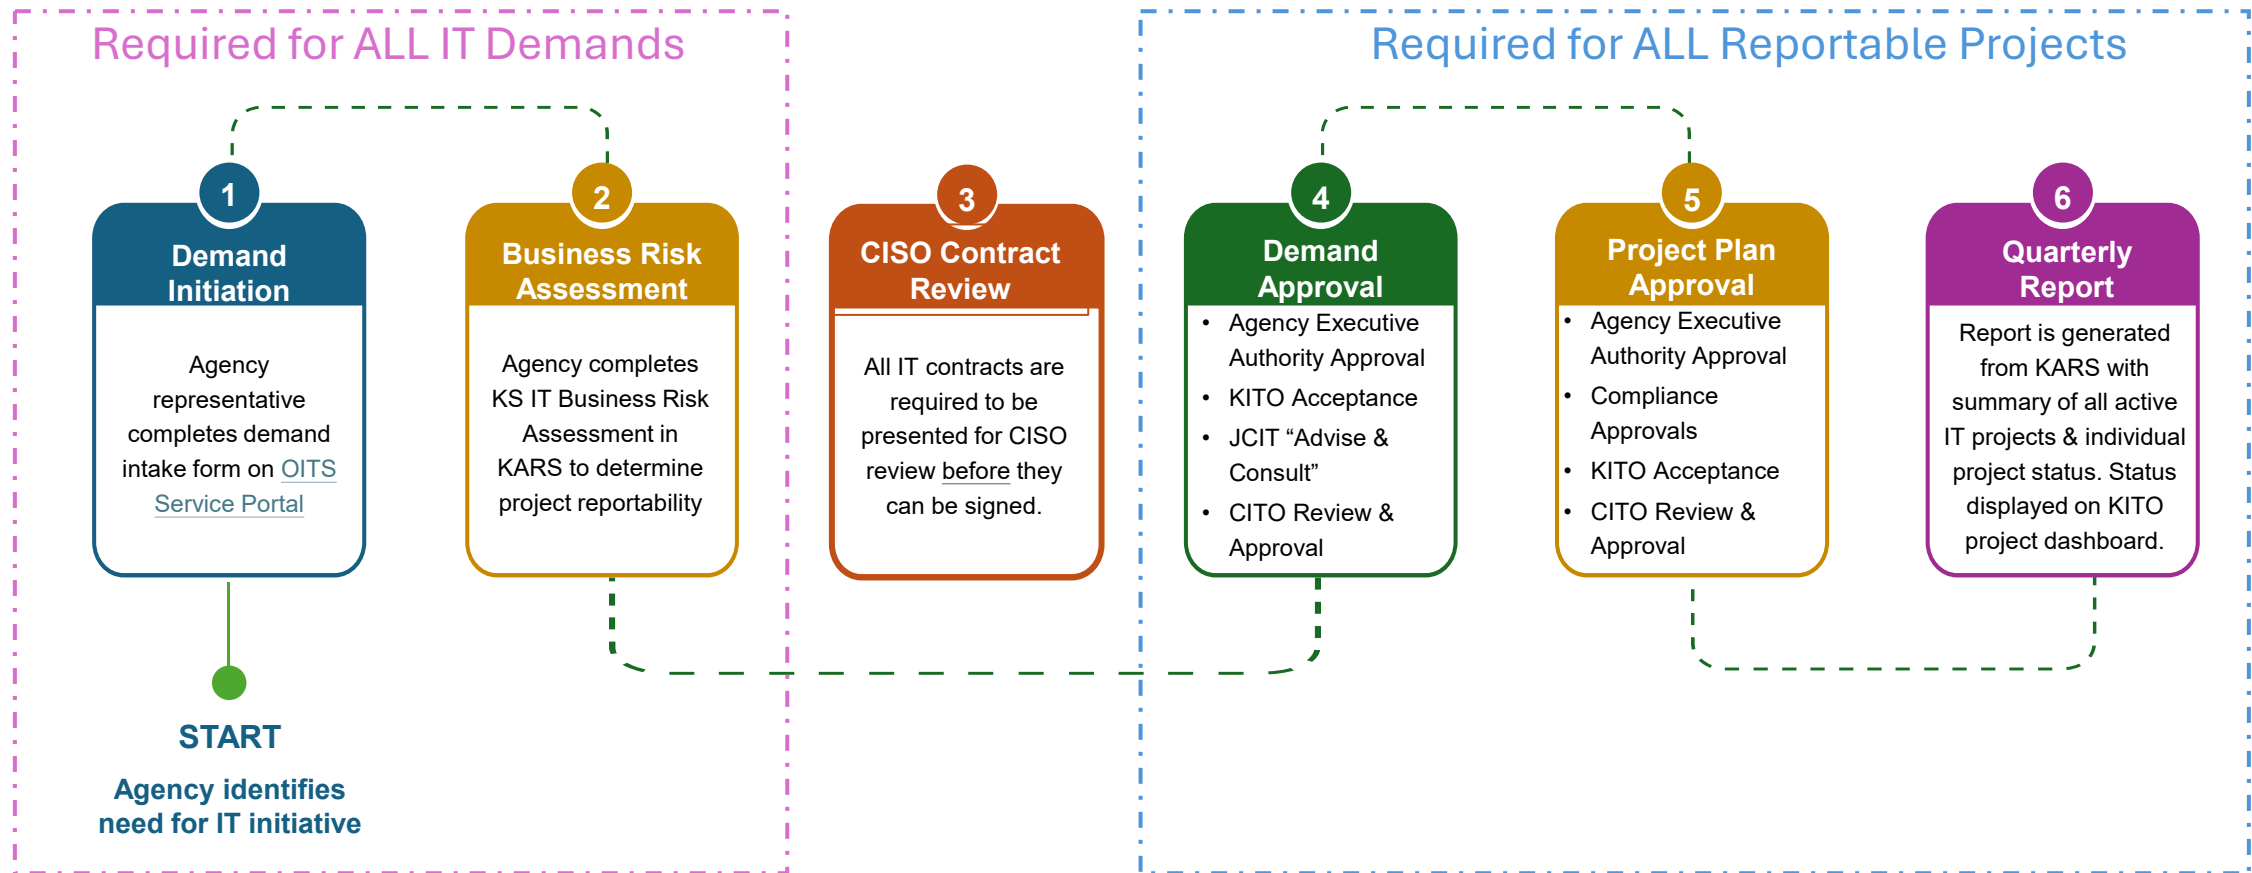 Required for ALL IT Demands
Required for ALL Reportable Projects
1
Demand
Initiation
Agency
representative
completes demand
intake form on OITS
Service Portal
START
Agency identifies
need for IT initiative
2
Business Risk
Assessment
Agency completes
KS IT Business Risk
Assessment in
KARS to determine
project reportability
3
CISO Contract
Review
All IT contracts are
required to be
presented for CISO
review before they
can be signed.
4
Demand
Approval
• Agency Executive
Authority Approval
• KITO Acceptance
• JCIT “Advise &
Consult”
• CITO Review &
Approval
5
Project Plan
Approval
• Agency Executive
Authority Approval
• Compliance
Approvals
• KITO Acceptance
• CITO Review &
Approval
6
Quarterly
Report
Report is generated
from KARS with
summary of all active
IT projects & individual
project status. Status
displayed on KITO
project dashboard.